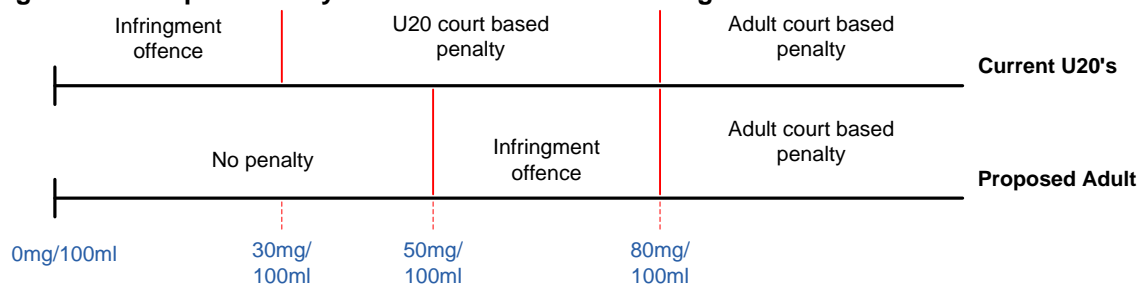 Infringment
offence
U20 court based
penalty
Adult court based
penalty
Current U20's
No penalty
Infringment
offence
Adult court based
penalty
Proposed Adult
0mg/100ml
30mg/
100ml
50mg/
100ml
80mg/
100ml